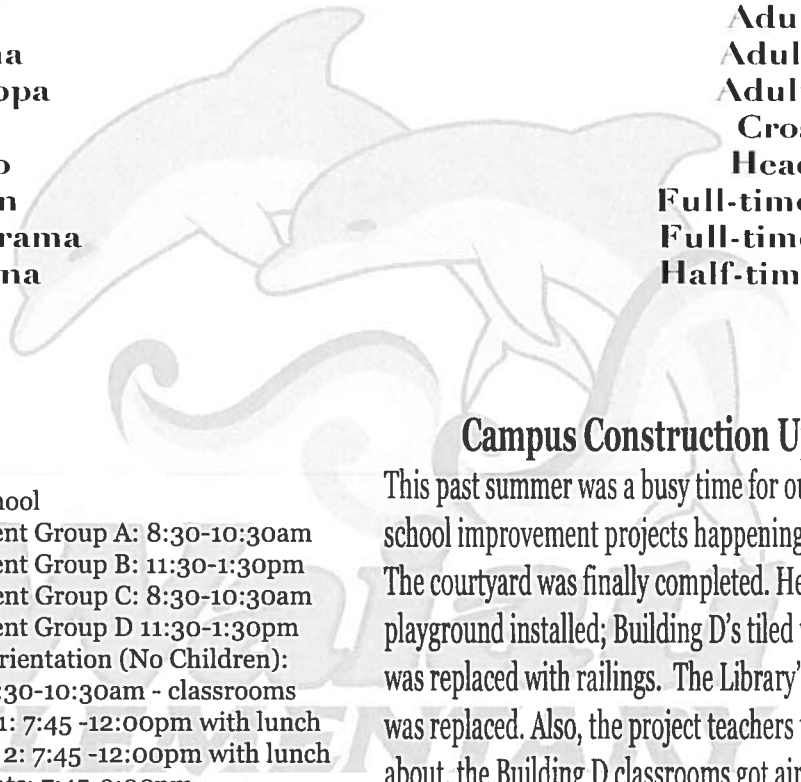 na
opa
o
n
rama
na
Adu
Adul
Adul
Cro
Head
Full-time
Full-time
Half-tim
hool
ent Group A: 8:30-10:30am
ent Group B: 11:30-1:30pm
ent Group C: 8:30-10:30am
ent Group D 11:30-1:30pm
rientation (No Children):
:30-10:30am - classrooms
1: 7:45 -12:00pm with lunch
2: 7:45 -12:00pm with lunch
Campus Construction U
This past summer was a busy time for ou
school improvement projects happening
The courtyard was finally completed. He
playground installed; Building D's tiled
was replaced with railings. The Library'
was replaced. Also, the project teachers
about, the Building D classrooms got air